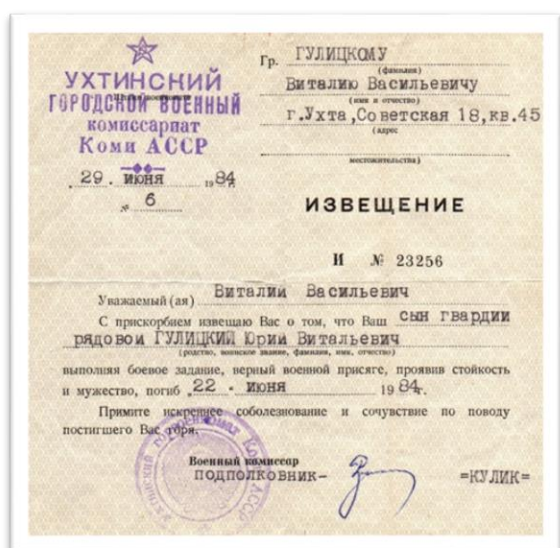 УХТИНСКИЙ
ГОРОДСКОЙ ВОЕННЫЙ
комиссариат
Коми АССР
29. июня 1984
№ 6
Гр. ГУЛИЦКОМУ
(фамилия)
Виталию Васильевичу
(имя и отчество)
г.Ухта,Советская 18,кв.45
(адрес
местожительства)
ИЗВЕЩЕНИЕ
И № 23256
Уважаемый (ая) Виталий Васильевич
С прискорбием извещаю Вас о том, что Ваш сын гвардии
рядовой ГУЛИЦКИЙ Юрий Витальевич
(родство, воинское звание, фамилия, имя, отчество)
выполняя боевое задание, верный военной присяге, проявив стойкость
и мужество, погиб 22 . июня 1984г.
Примите искреннее соболезнование и сочувствие по поводу
постигшего Вас горя.
Военный комиссар
ПОДПОЛКОВНИК- =КУЛИК=